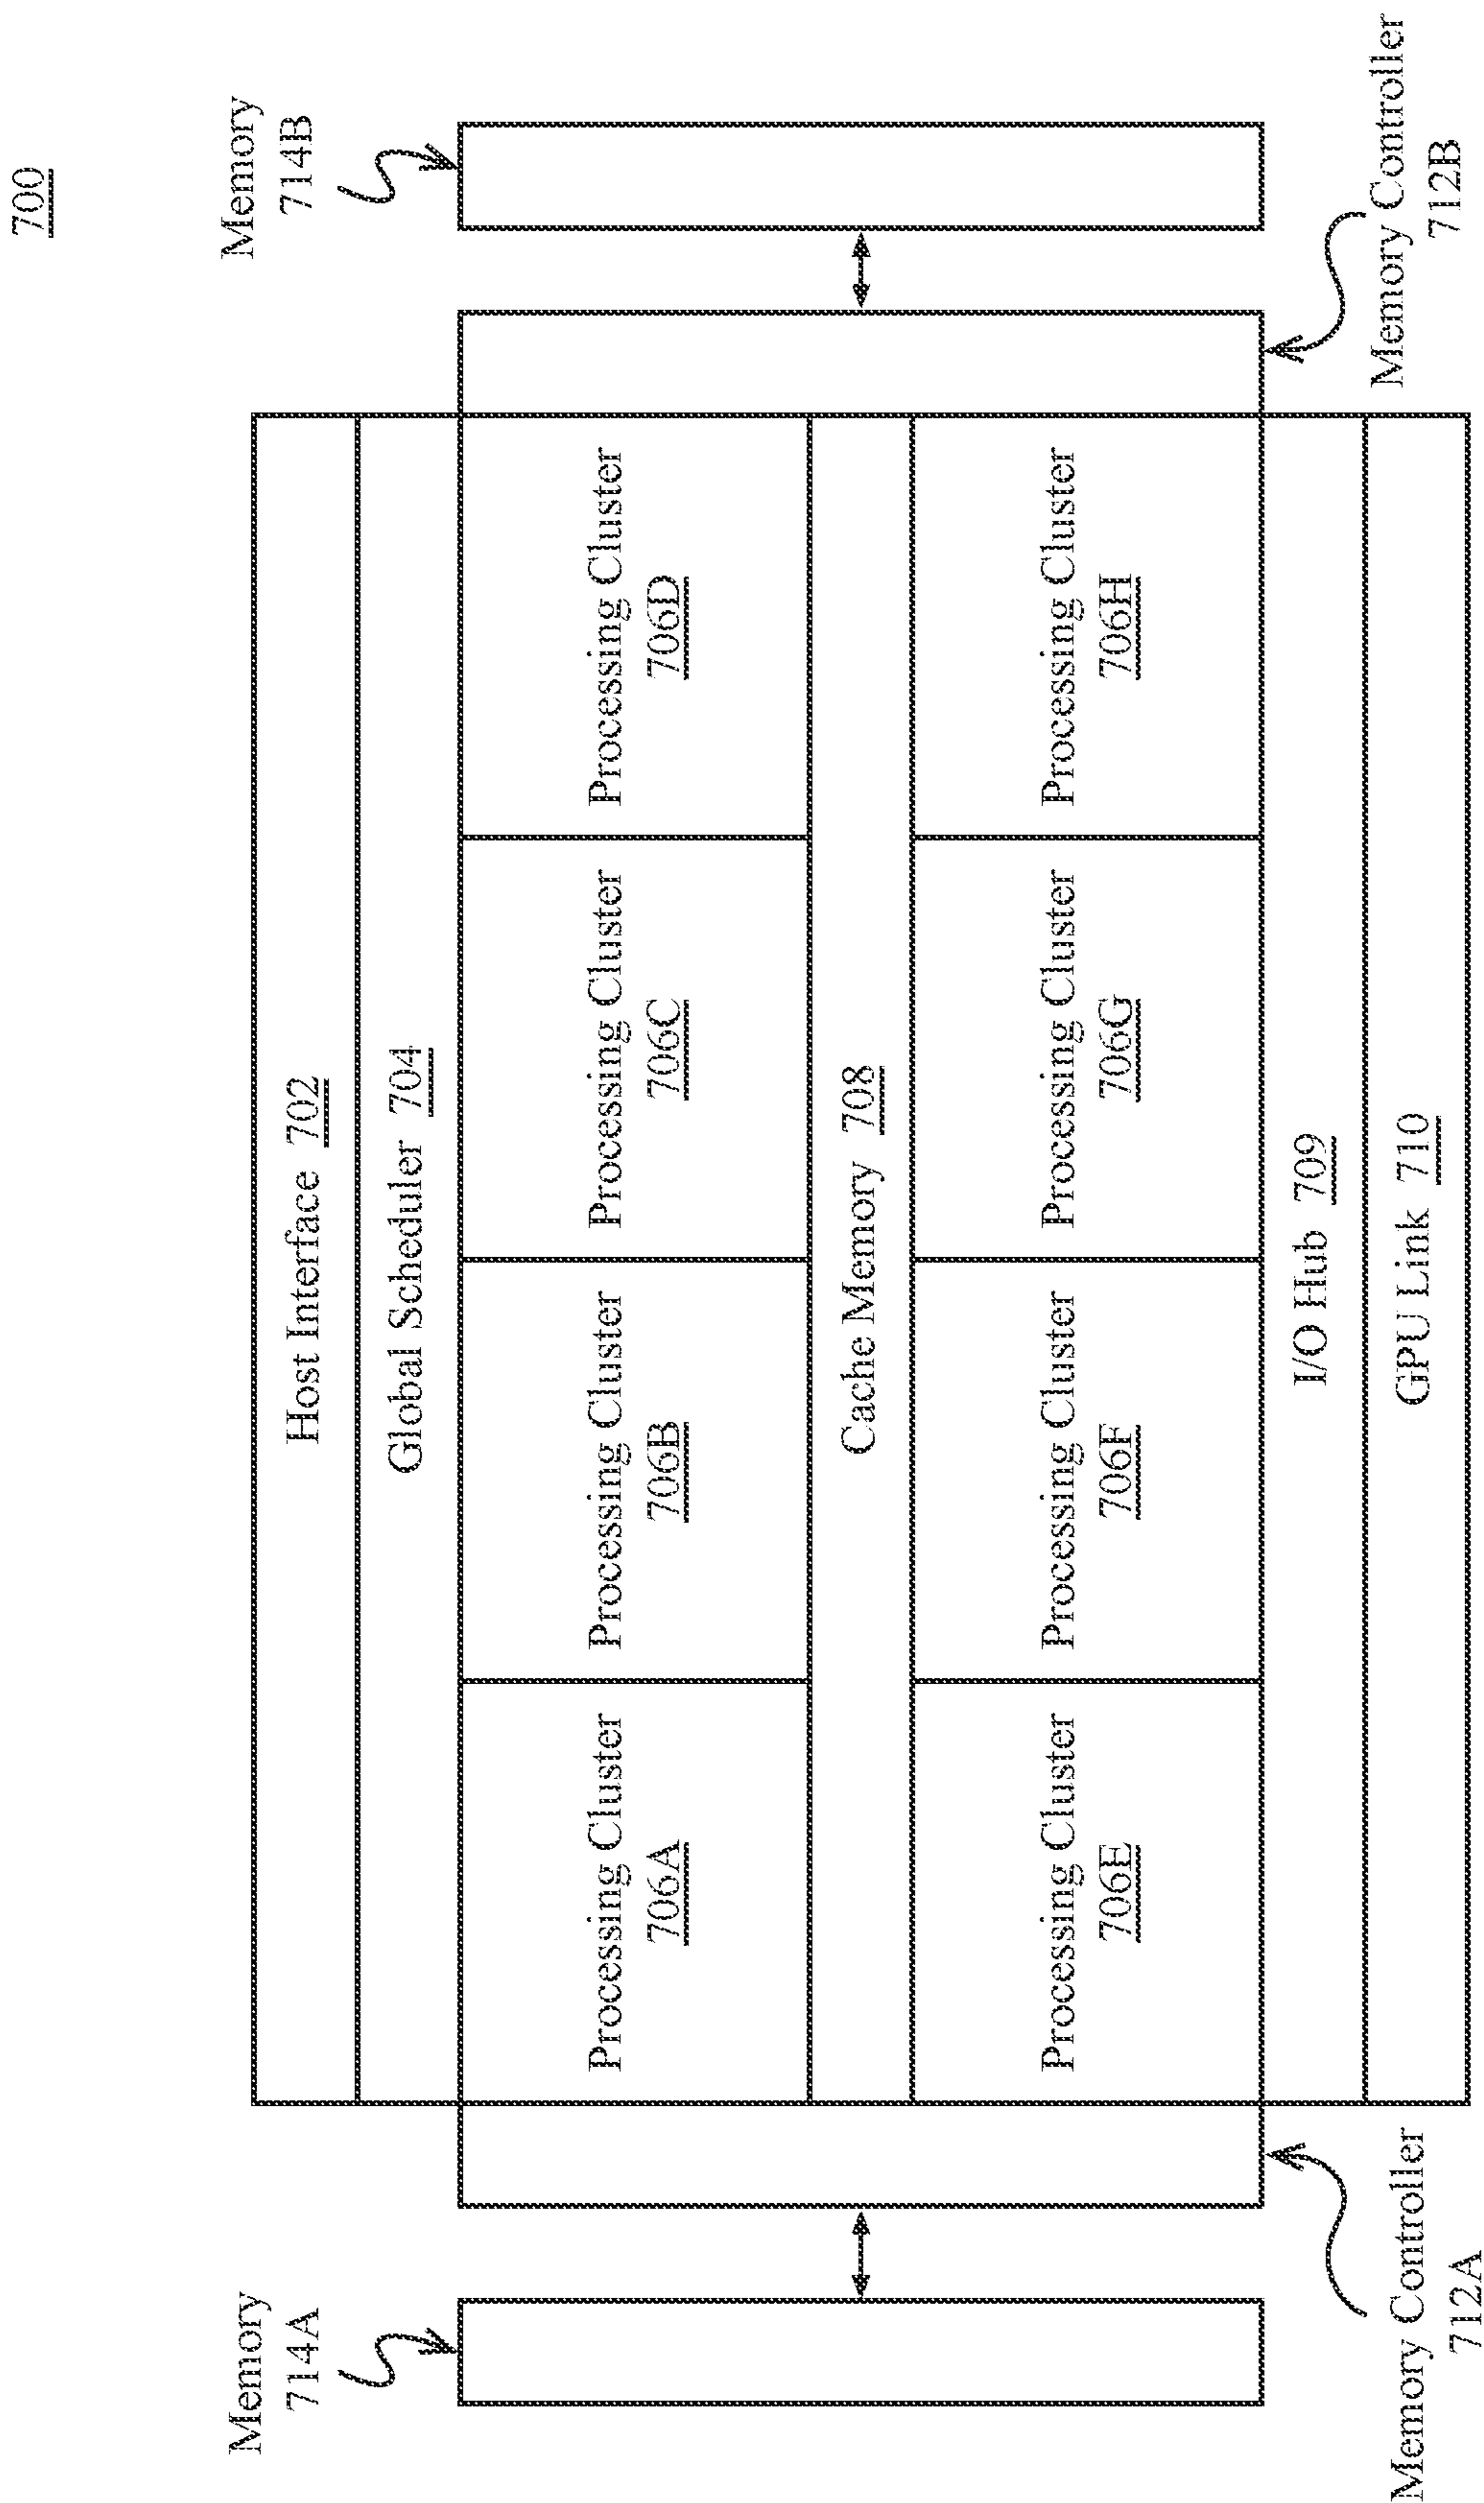 700
Memory
714A
Memory
714B
Host Interface 702
Global Scheduler 704
Processing Cluster
706A
Processing Cluster
706B
Processing Cluster
706C
Processing Cluster
706D
Cache Memory 708
Processing Cluster
706E
Processing Cluster
706F
Processing Cluster
706G
Processing Cluster
706H
I/O Hub 709
GPU Link 710
Memory Controller
712A
Memory Controller
712B